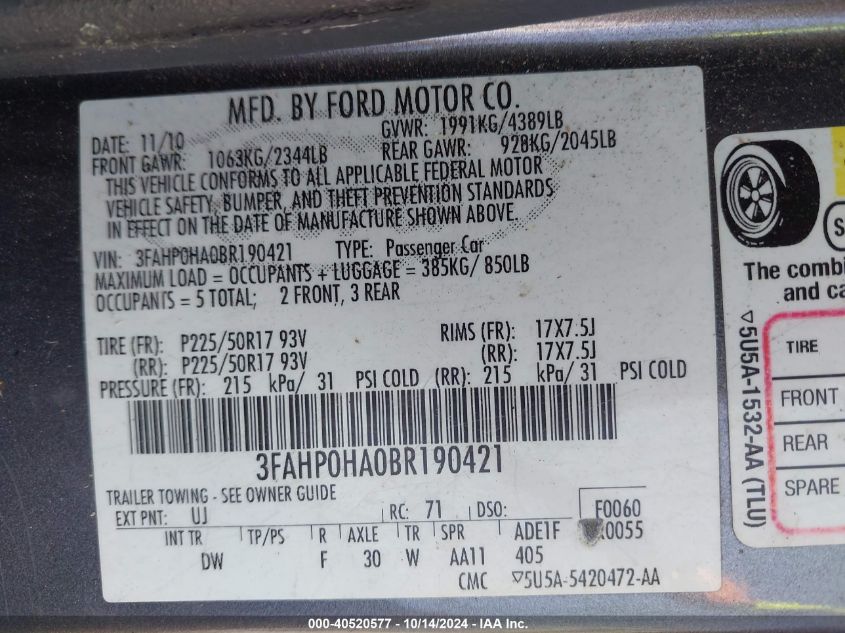 MFD. BY FORD MOTOR CO.
DATE: 11/10 GVWR: 1991KG/4389LB
FRONT GAWR: 1063KG/2344LB REAR GAWR: 928KG/2045LB
THIS VEHICLE CONFORMS TO ALL APPLICABLE FEDERAL MOTOR
VEHICLE SAFETY, BUMPER, AND THEFT PREVENTION STANDARDS
IN EFFECT ON THE DATE OF MANUFACTURE SHOWN ABOVE.
VIN: 3FAHP0HA0BR190421 TYPE: Passenger Car
MAXIMUM LOAD = OCCUPANTS + LUGGAGE = 385KG/ 850LB
OCCUPANTS = 5 TOTAL; 2 FRONT, 3 REAR
TIRE (FR): P225/50R17 93V RIMS (FR): 17X7.5J
(RR): P225/50R17 93V (RR): 17X7.5J
PRESSURE (FR): 215 kPa/ 31 PSI COLD (RR): 215 kPa/ 31 PSI COLD
3FAHP0HA0BR190421
TRAILER TOWING - SEE OWNER GUIDE
EXT PNT: UJ RC: 71 DSO: F0060
INT TR TP/PS R AXLE TR SPR ADE1F 0055
DW F 30 W AA11 405
CMC ▽5U5A-5420472-AA
The combi
and ca
▽5U5A-1532-AA (TLU)
TIRE
FRONT
REAR
SPARE
000-40520577 - 10/14/2024 - IAAI.com